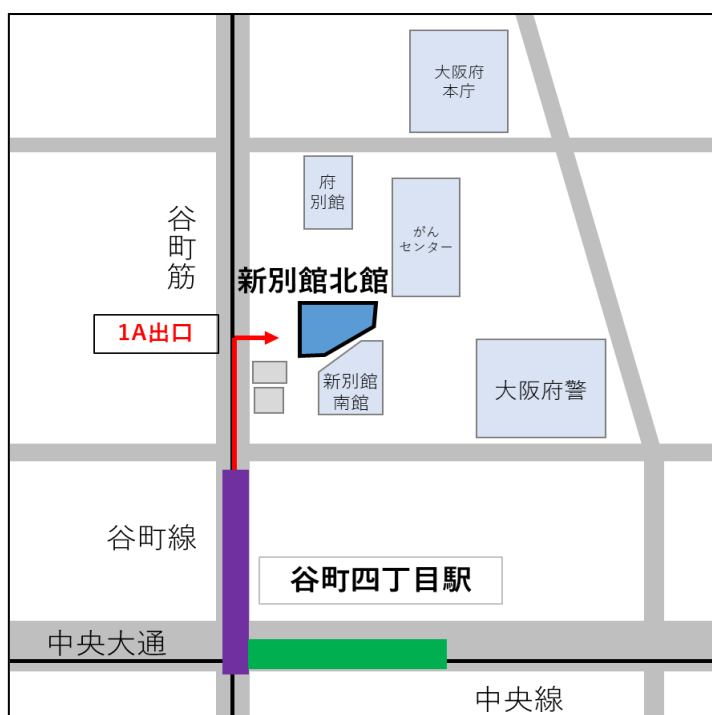 大阪府
本庁
府
別館
がん
センター
谷町筋
新別館北館
1A出口
新別館
南館
大阪府警
谷町線
谷町四丁目駅
中央大通
中央線